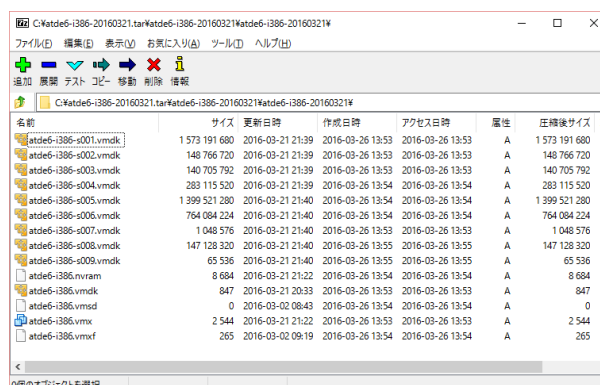 7z C:¥atde6-i386-20160321.tar¥atde6-i386-20160321¥atde6-i386-20160321¥
ファイル(F) 編集(E) 表示(V) お気に入り(A) ツール(T) ヘルプ(H)
追加 展開 テスト コピー 移動 削除 情報
C:¥atde6-i386-20160321.tar¥atde6-i386-20160321¥atde6-i386-20160321¥
名前 サイズ 更新日時 作成日時 アクセス日時 属性 圧縮後サイズ
atde6-i386-s001.vmdk 1 573 191 680 2016-03-21 21:39 2016-03-26 13:53 2016-03-26 13:53 A 1 573 191 680
atde6-i386-s002.vmdk 148 766 720 2016-03-21 21:39 2016-03-26 13:53 2016-03-26 13:53 A 148 766 720
atde6-i386-s003.vmdk 140 705 792 2016-03-21 21:39 2016-03-26 13:53 2016-03-26 13:53 A 140 705 792
atde6-i386-s004.vmdk 283 115 520 2016-03-21 21:39 2016-03-26 13:54 2016-03-26 13:54 A 283 115 520
atde6-i386-s005.vmdk 1 399 521 280 2016-03-21 21:40 2016-03-26 13:54 2016-03-26 13:54 A 1 399 521 280
atde6-i386-s006.vmdk 764 084 224 2016-03-21 21:40 2016-03-26 13:54 2016-03-26 13:54 A 764 084 224
atde6-i386-s007.vmdk 1 048 576 2016-03-21 21:40 2016-03-26 13:53 2016-03-26 13:53 A 1 048 576
atde6-i386-s008.vmdk 147 128 320 2016-03-21 21:40 2016-03-26 13:55 2016-03-26 13:55 A 147 128 320
atde6-i386-s009.vmdk 65 536 2016-03-21 21:40 2016-03-26 13:55 2016-03-26 13:55 A 65 536
atde6-i386.nvram 8 684 2016-03-21 21:22 2016-03-26 13:54 2016-03-26 13:54 A 8 684
atde6-i386.vmdk 847 2016-03-21 20:33 2016-03-26 13:53 2016-03-26 13:53 A 847
atde6-i386.vmsd 0 2016-03-02 08:43 2016-03-26 13:54 2016-03-26 13:54 A 0
atde6-i386.vmx 2 544 2016-03-21 21:22 2016-03-26 13:53 2016-03-26 13:53 A 2 544
atde6-i386.vmxf 265 2016-03-02 09:19 2016-03-26 13:54 2016-03-26 13:54 A 265
0個のオブジェクトを選択